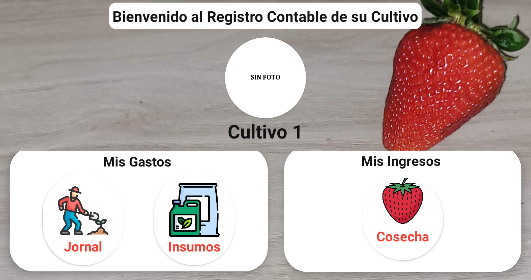 Bienvenido al Registro Contable de su Cultivo
SIN FOTO
Cultivo 1
Mis Gastos
Jornal
Insumos
Mis Ingresos
Cosecha